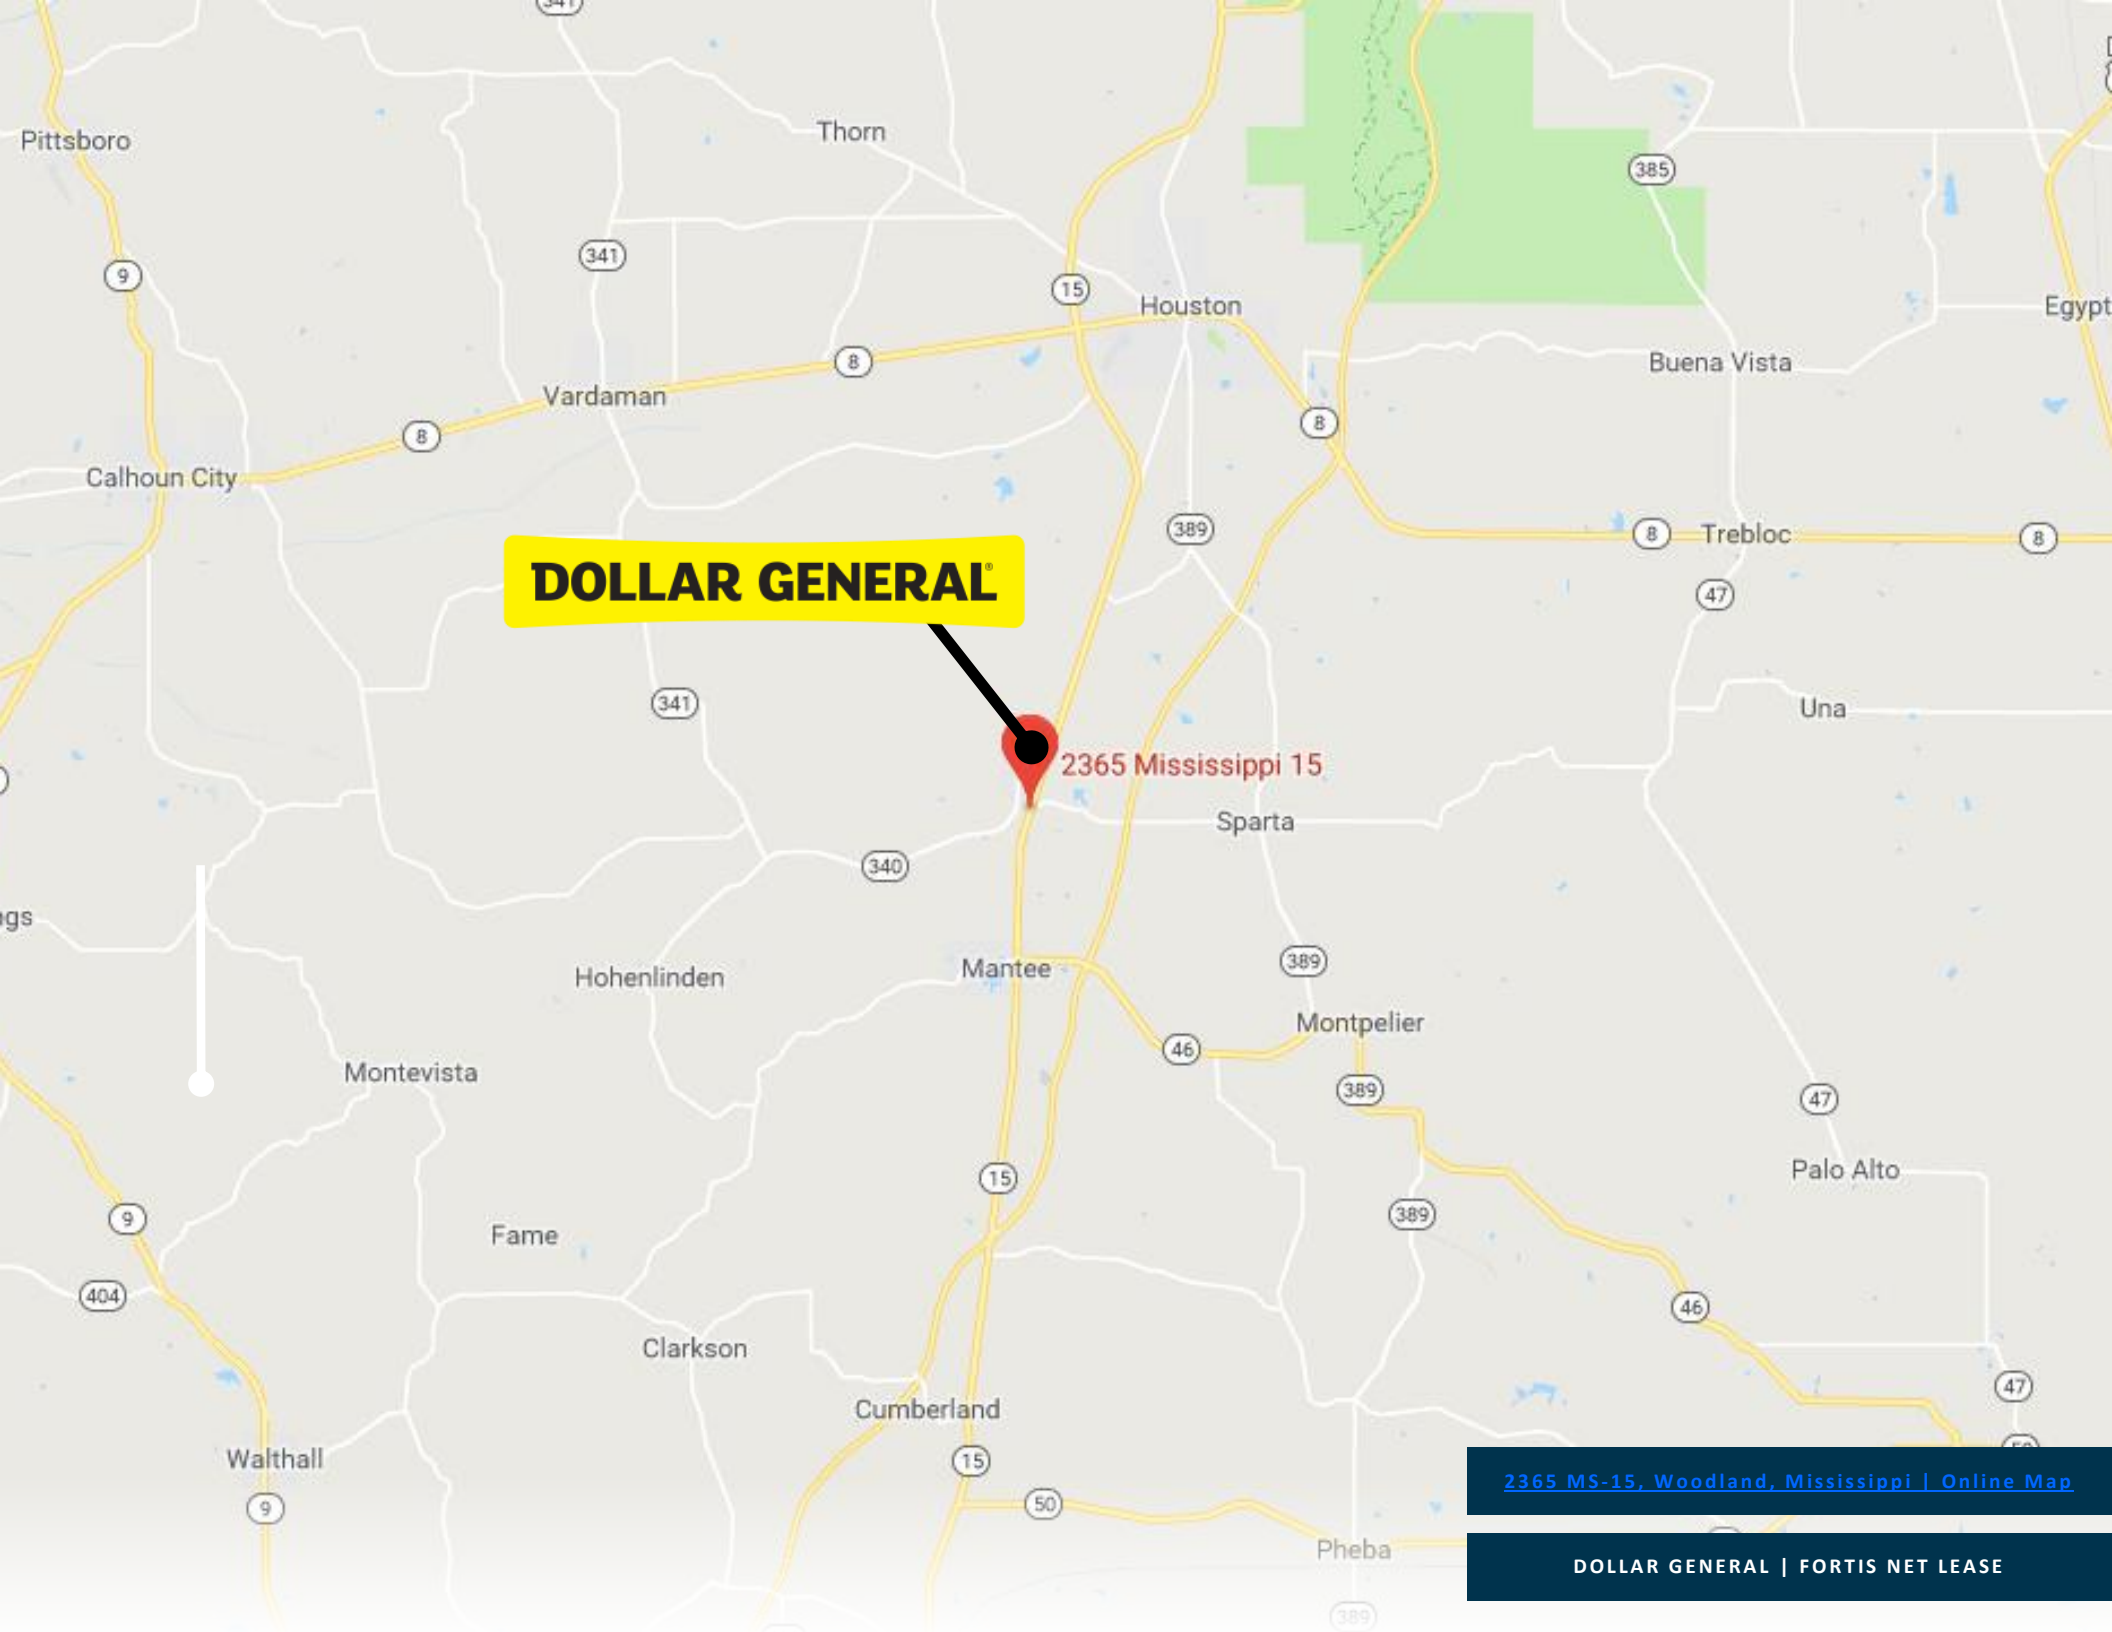 341
Pittsboro
Thorn
385
9
341
15
Houston
Egypt
8
Buena Vista
Vardaman
8
8
Calhoun City
389
8
Trebloc
8
DOLLAR GENERAL®
47
341
Una
2365 Mississippi 15
Sparta
340
gs
Mantee
389
Hohenlinden
Montpelier
46
Montevista
389
47
15
Palo Alto
9
389
Fame
404
46
Clarkson
47
Cumberland
Walthall
15
2365 MS-15, Woodland, Mississippi | Online Map
9
50
Pheba
DOLLAR GENERAL | FORTIS NET LEASE
389